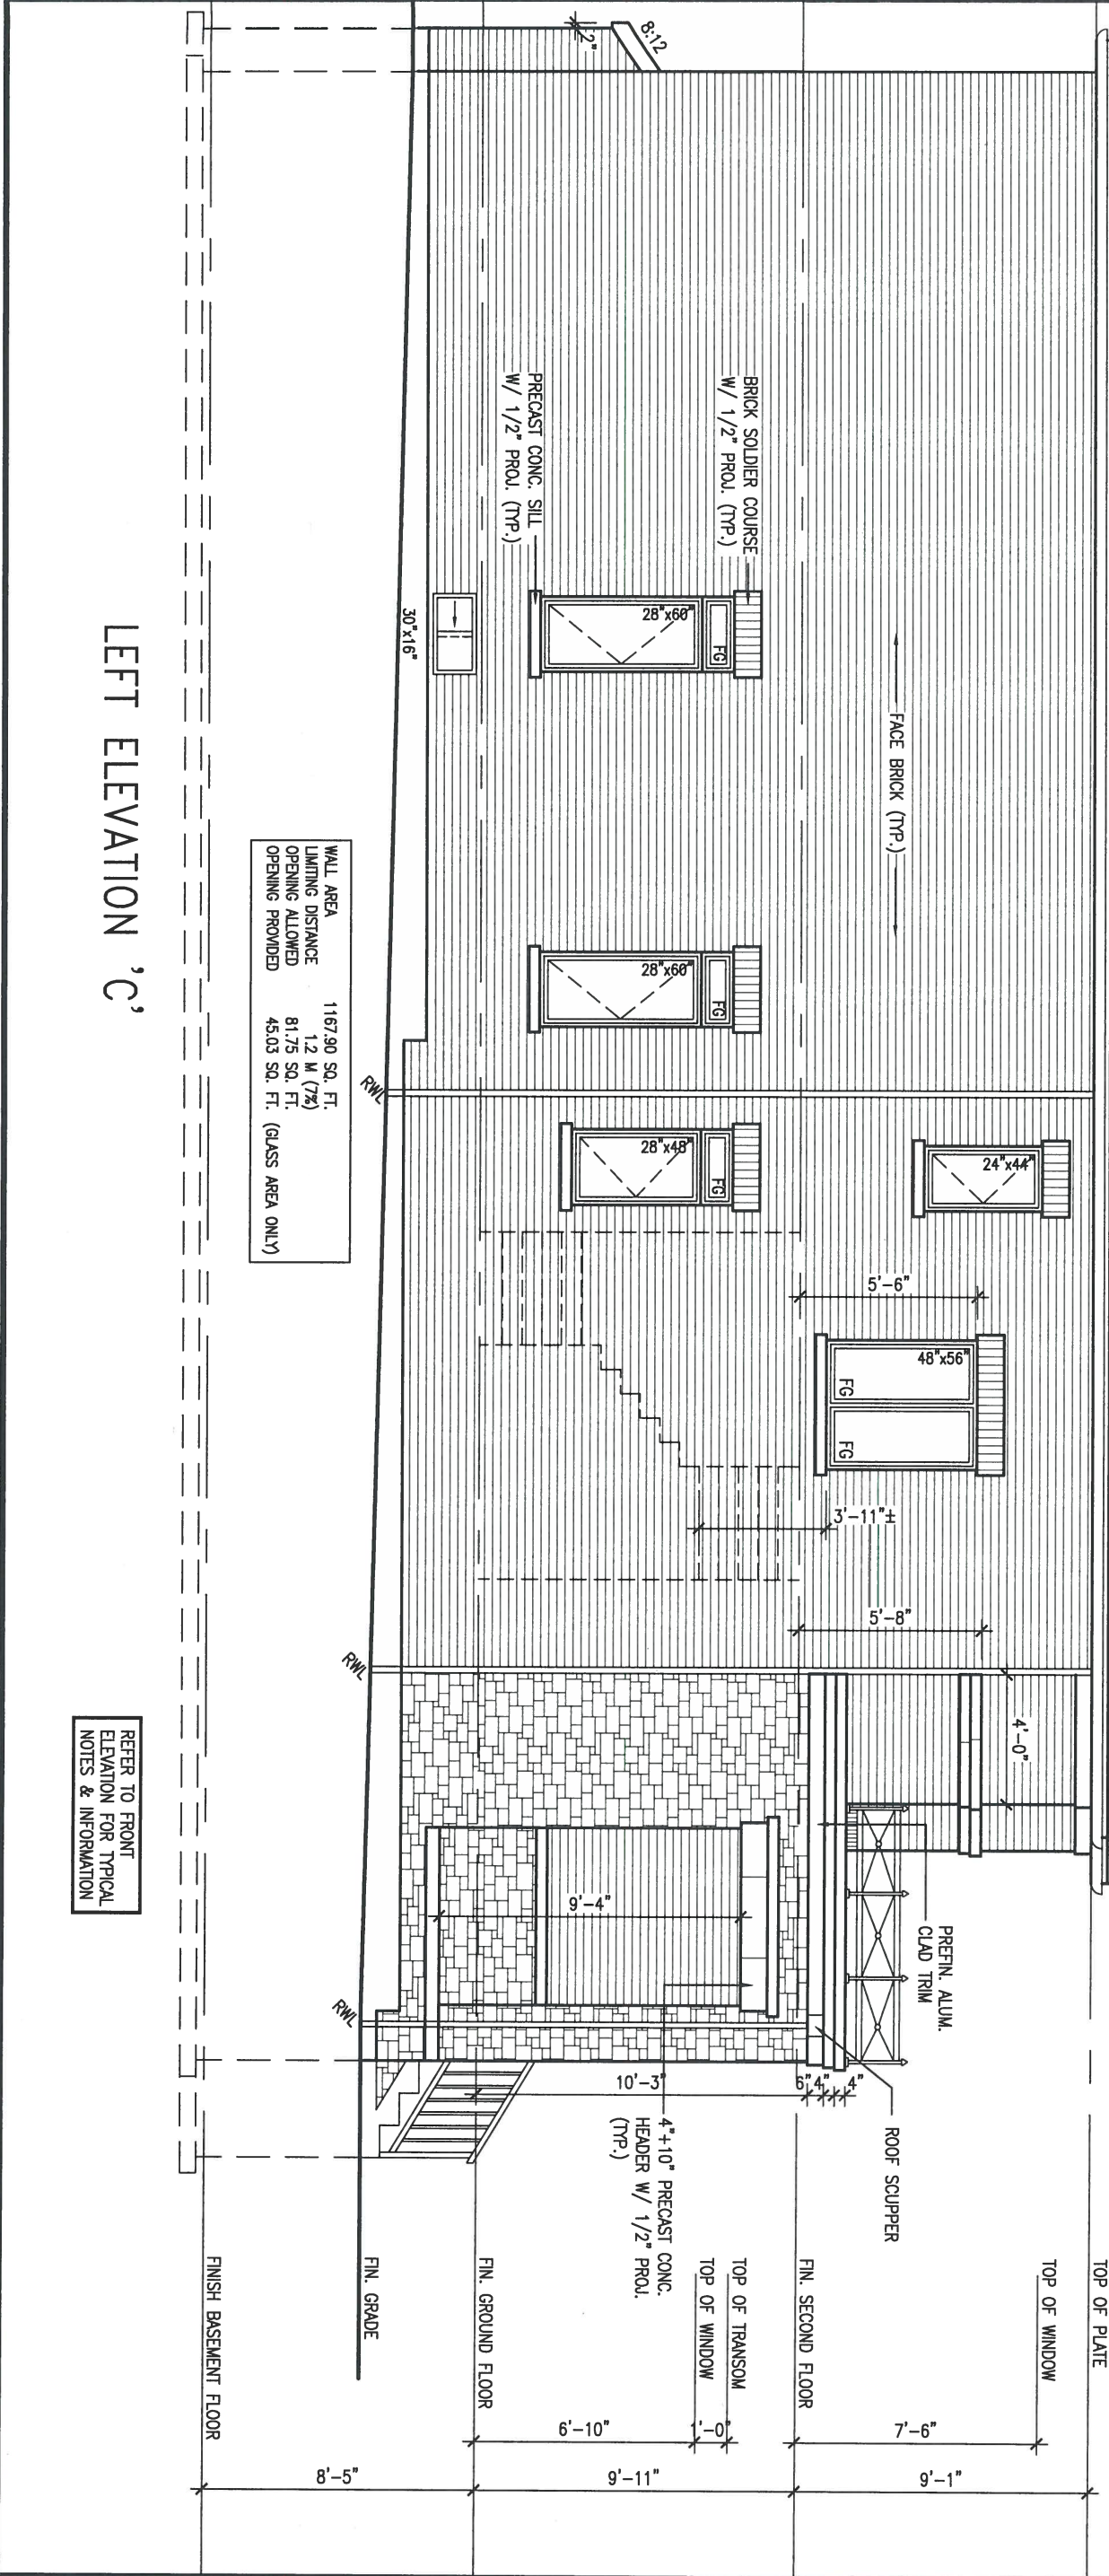 8:12
12"
BRICK SOLDIER COURSE
W/ 1/2" PROJ. (TYP.)
PRECAST CONC. SILL
W/ 1/2" PROJ. (TYP.)
FACE BRICK (TYP.)
28"x60"
FG
30"x16"
28"x60"
FG
28"x48"
FG
24"x44"
5'-6"
48"x56"
FG
FG
3'-11"±
5'-8"
4'-0"
RWL
RWL
RWL
9'-4"
PREFIN. ALUM.
CLAD TRIM
ROOF SCUPPER
10'-3"
6"
4"
4"
4"+10" PRECAST CONC.
HEADER W/ 1/2" PROJ.
(TYP.)
TOP OF PLATE
TOP OF WINDOW
FIN. SECOND FLOOR
TOP OF TRANSOM
TOP OF WINDOW
FIN. GROUND FLOOR
FIN. GRADE
FINISH BASEMENT FLOOR
7'-6"
9'-1"
1'-0"
6'-10"
9'-11"
8'-5"
WALL AREA 1167.90 SQ. FT.
LIMITING DISTANCE 1.2 M (7%)
OPENING ALLOWED 81.75 SQ. FT.
OPENING PROVIDED 45.03 SQ. FT. (GLASS AREA ONLY)
LEFT ELEVATION 'C'
REFER TO FRONT
ELEVATION FOR TYPICAL
NOTES & INFORMATION